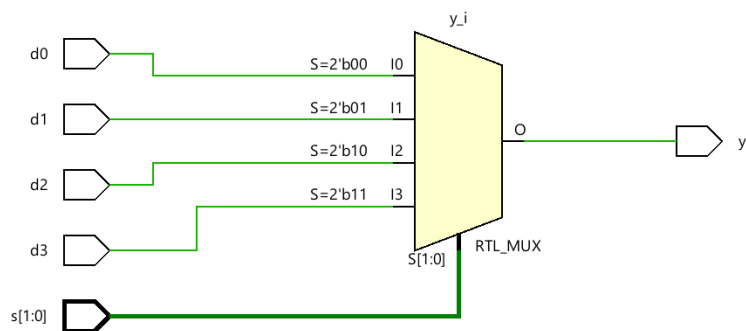 y_i
d0 S=2'b00 I0
d1 S=2'b01 I1
O y
d2 S=2'b10 I2
d3 S=2'b11 I3
S[1:0] RTL_MUX
s[1:0]